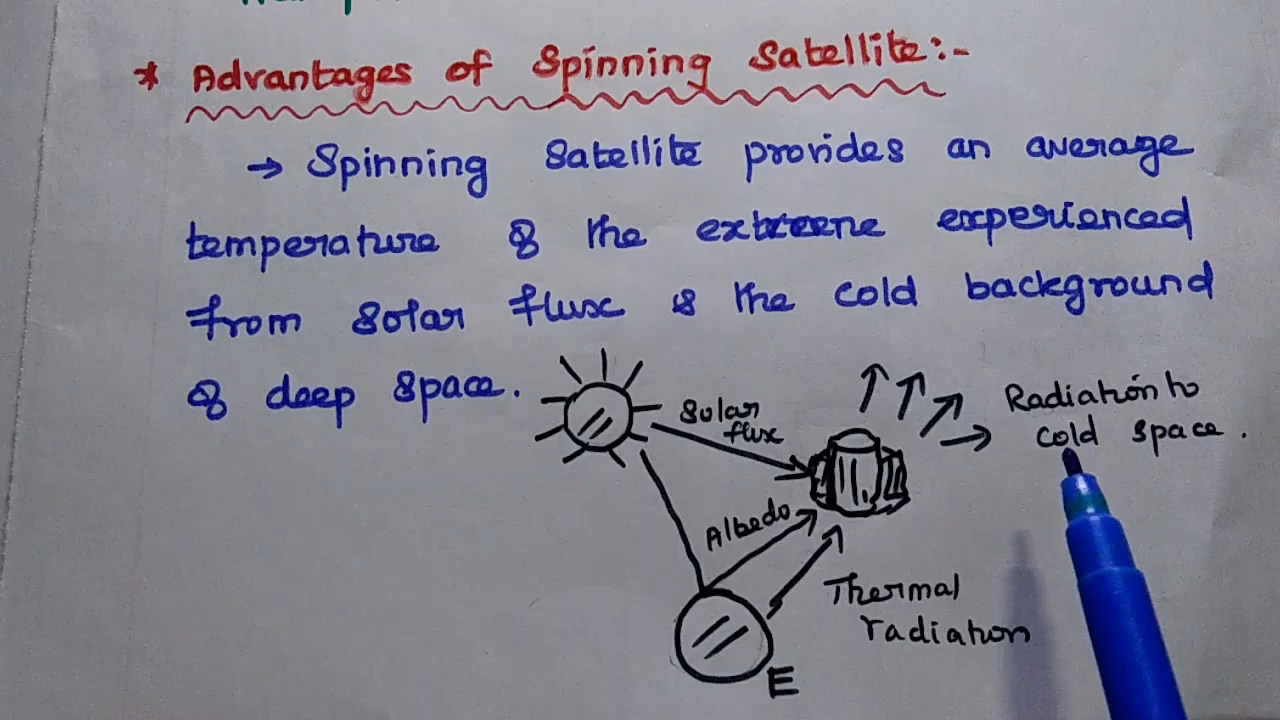 * Advantages of Spinning Satellite:-
→ Spinning Satellite provides an average
temperature of the extreene experienced
from Solar flux & the cold background
of deep space.
Solar
flux
Radiation to
cold space.
Albedo
Thermal
radiation
E